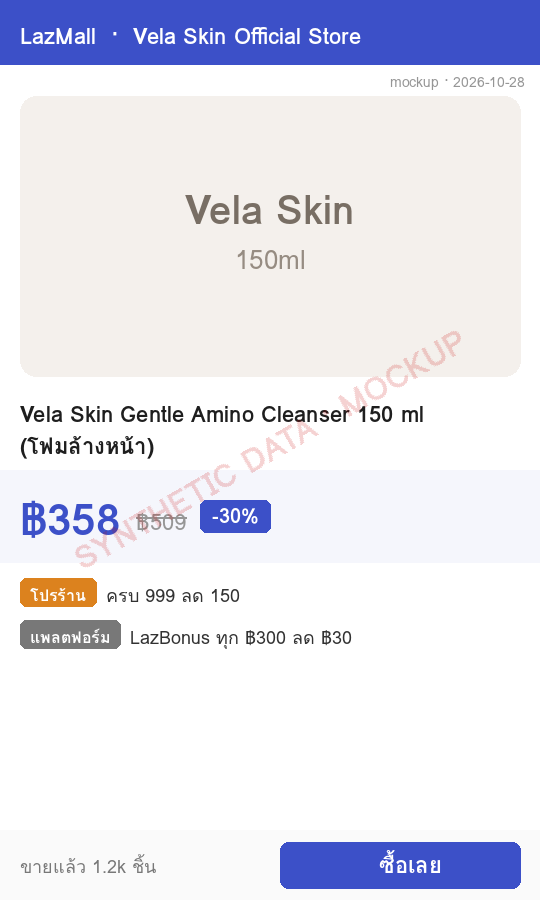 LazMall · Vela Skin Official Store
mockup · 2026-10-28
Vela Skin
150ml
Vela Skin Gentle Amino Cleanser 150 ml
(โฟมล้างหน้า)
฿358 ฿509 -30%
SYNTHETIC DATA · MOCKUP
โปรร้าน ครบ 999 ลด 150
แพลตฟอร์ม LazBonus ทุก ฿300 ลด ฿30
ขายแล้ว 1.2k ชิ้น ซื้อเลย